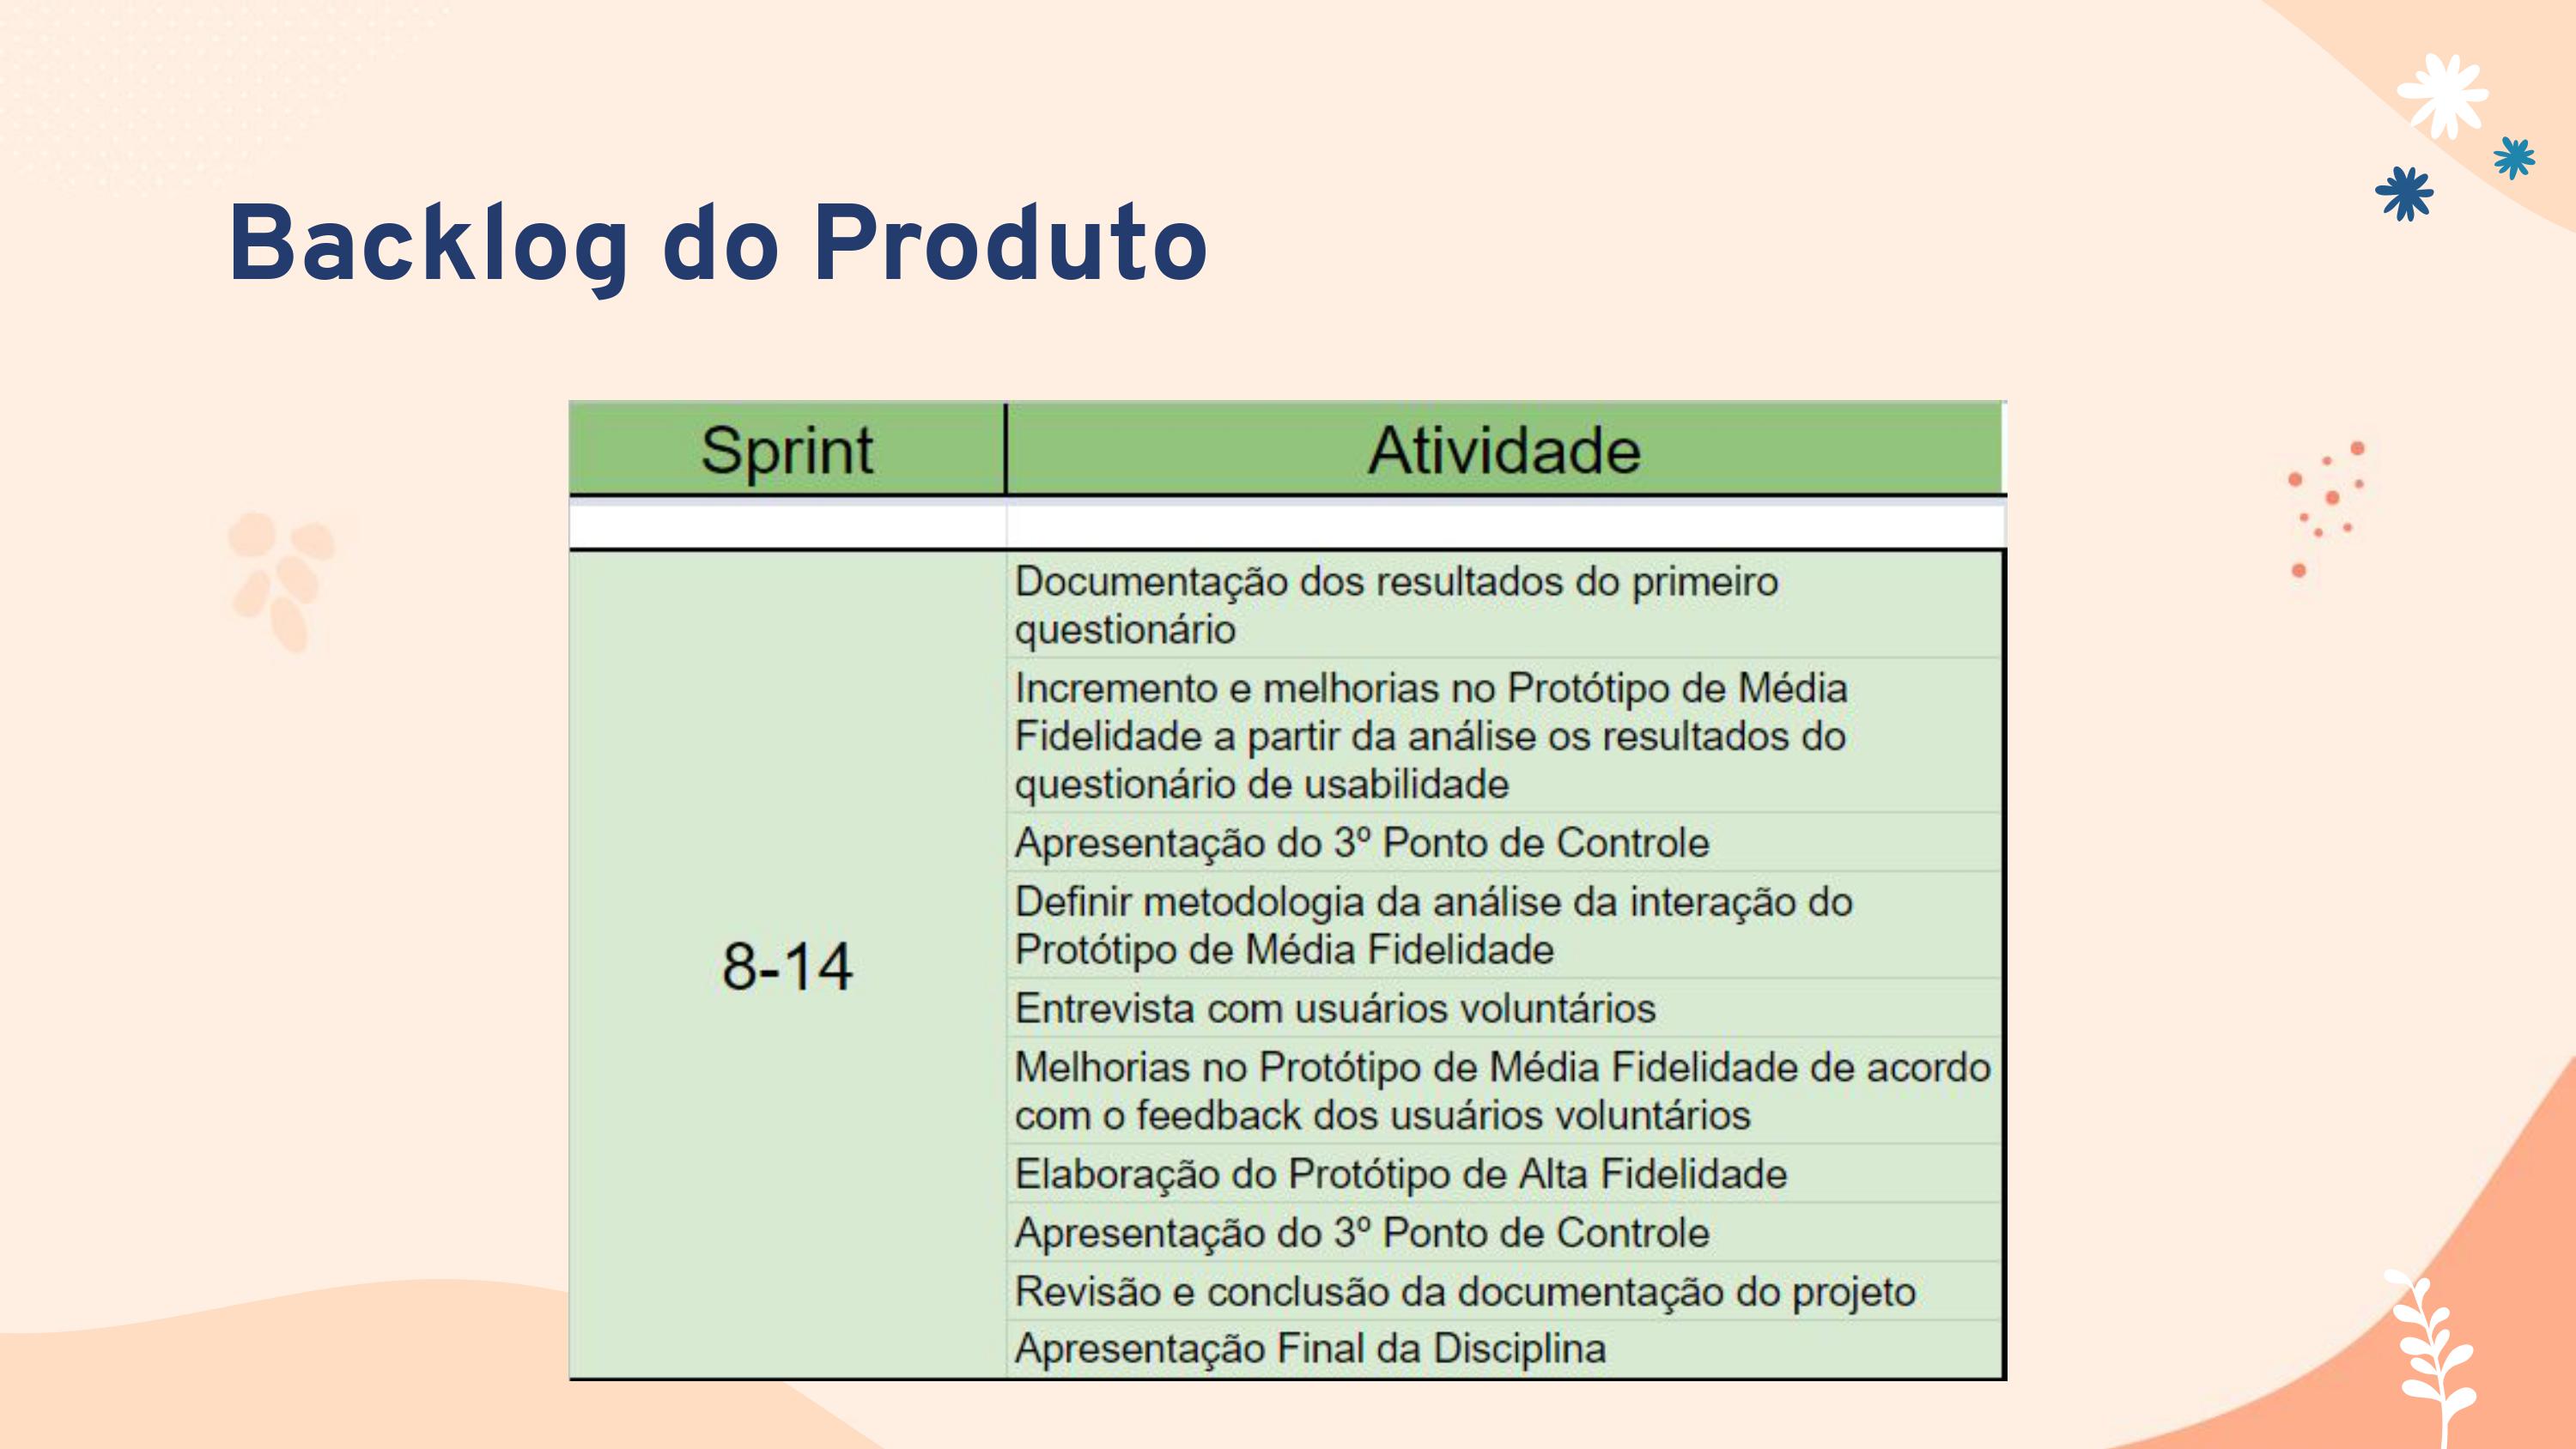 Backlog do Produto
Sprint
Atividade
8-14
Documentação dos resultados do primeiro
questionário
Incremento e melhorias no Protótipo de Média
Fidelidade a partir da análise os resultados do
questionário de usabilidade
Apresentação do 3º Ponto de Controle
Definir metodologia da análise da interação do
Protótipo de Média Fidelidade
Entrevista com usuários voluntários
Melhorias no Protótipo de Média Fidelidade de acordo
com o feedback dos usuários voluntários
Elaboração do Protótipo de Alta Fidelidade
Apresentação do 3º Ponto de Controle
Revisão e conclusão da documentação do projeto
Apresentação Final da Disciplina